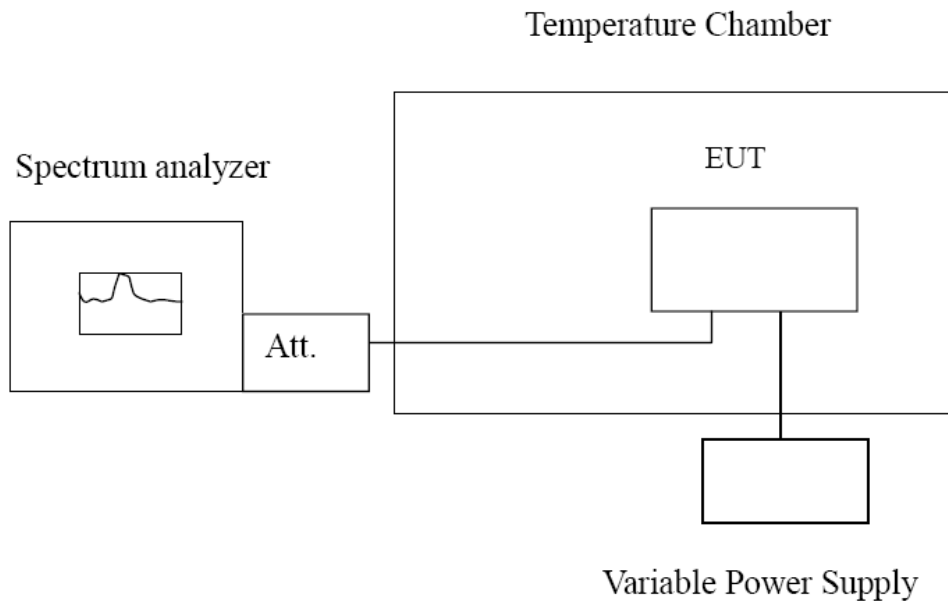 Temperature Chamber
Spectrum analyzer
EUT
Att.
Variable Power Supply